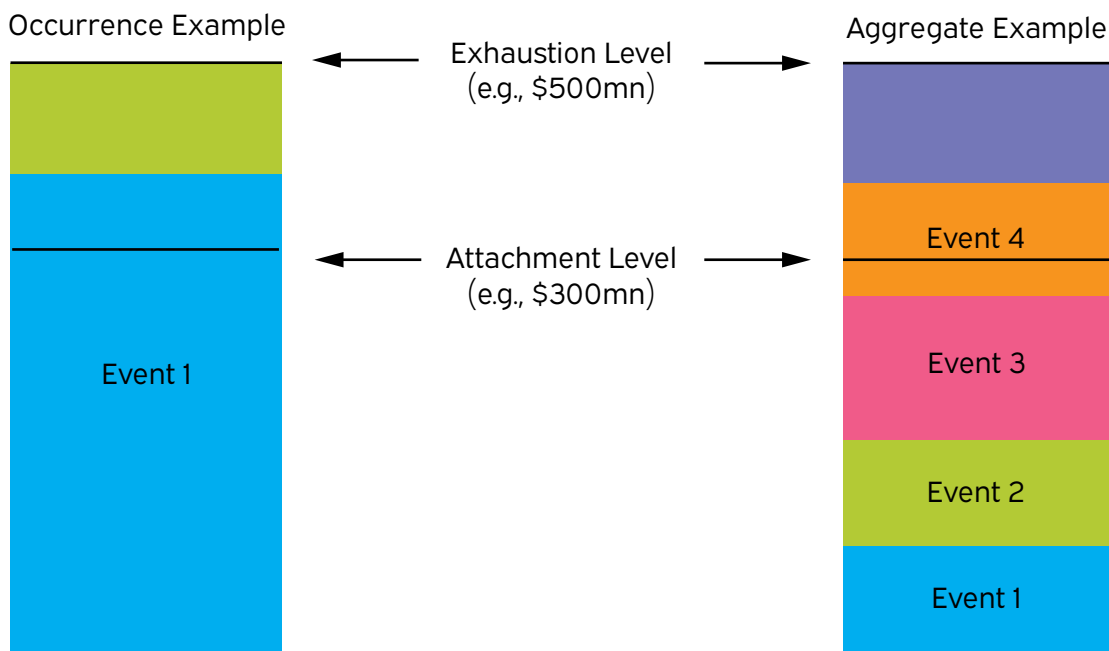 Occurrence Example
Exhaustion Level
(e.g., $500mn)
Aggregate Example
Attachment Level
(e.g., $300mn)
Event 1
Event 4
Event 3
Event 2
Event 1